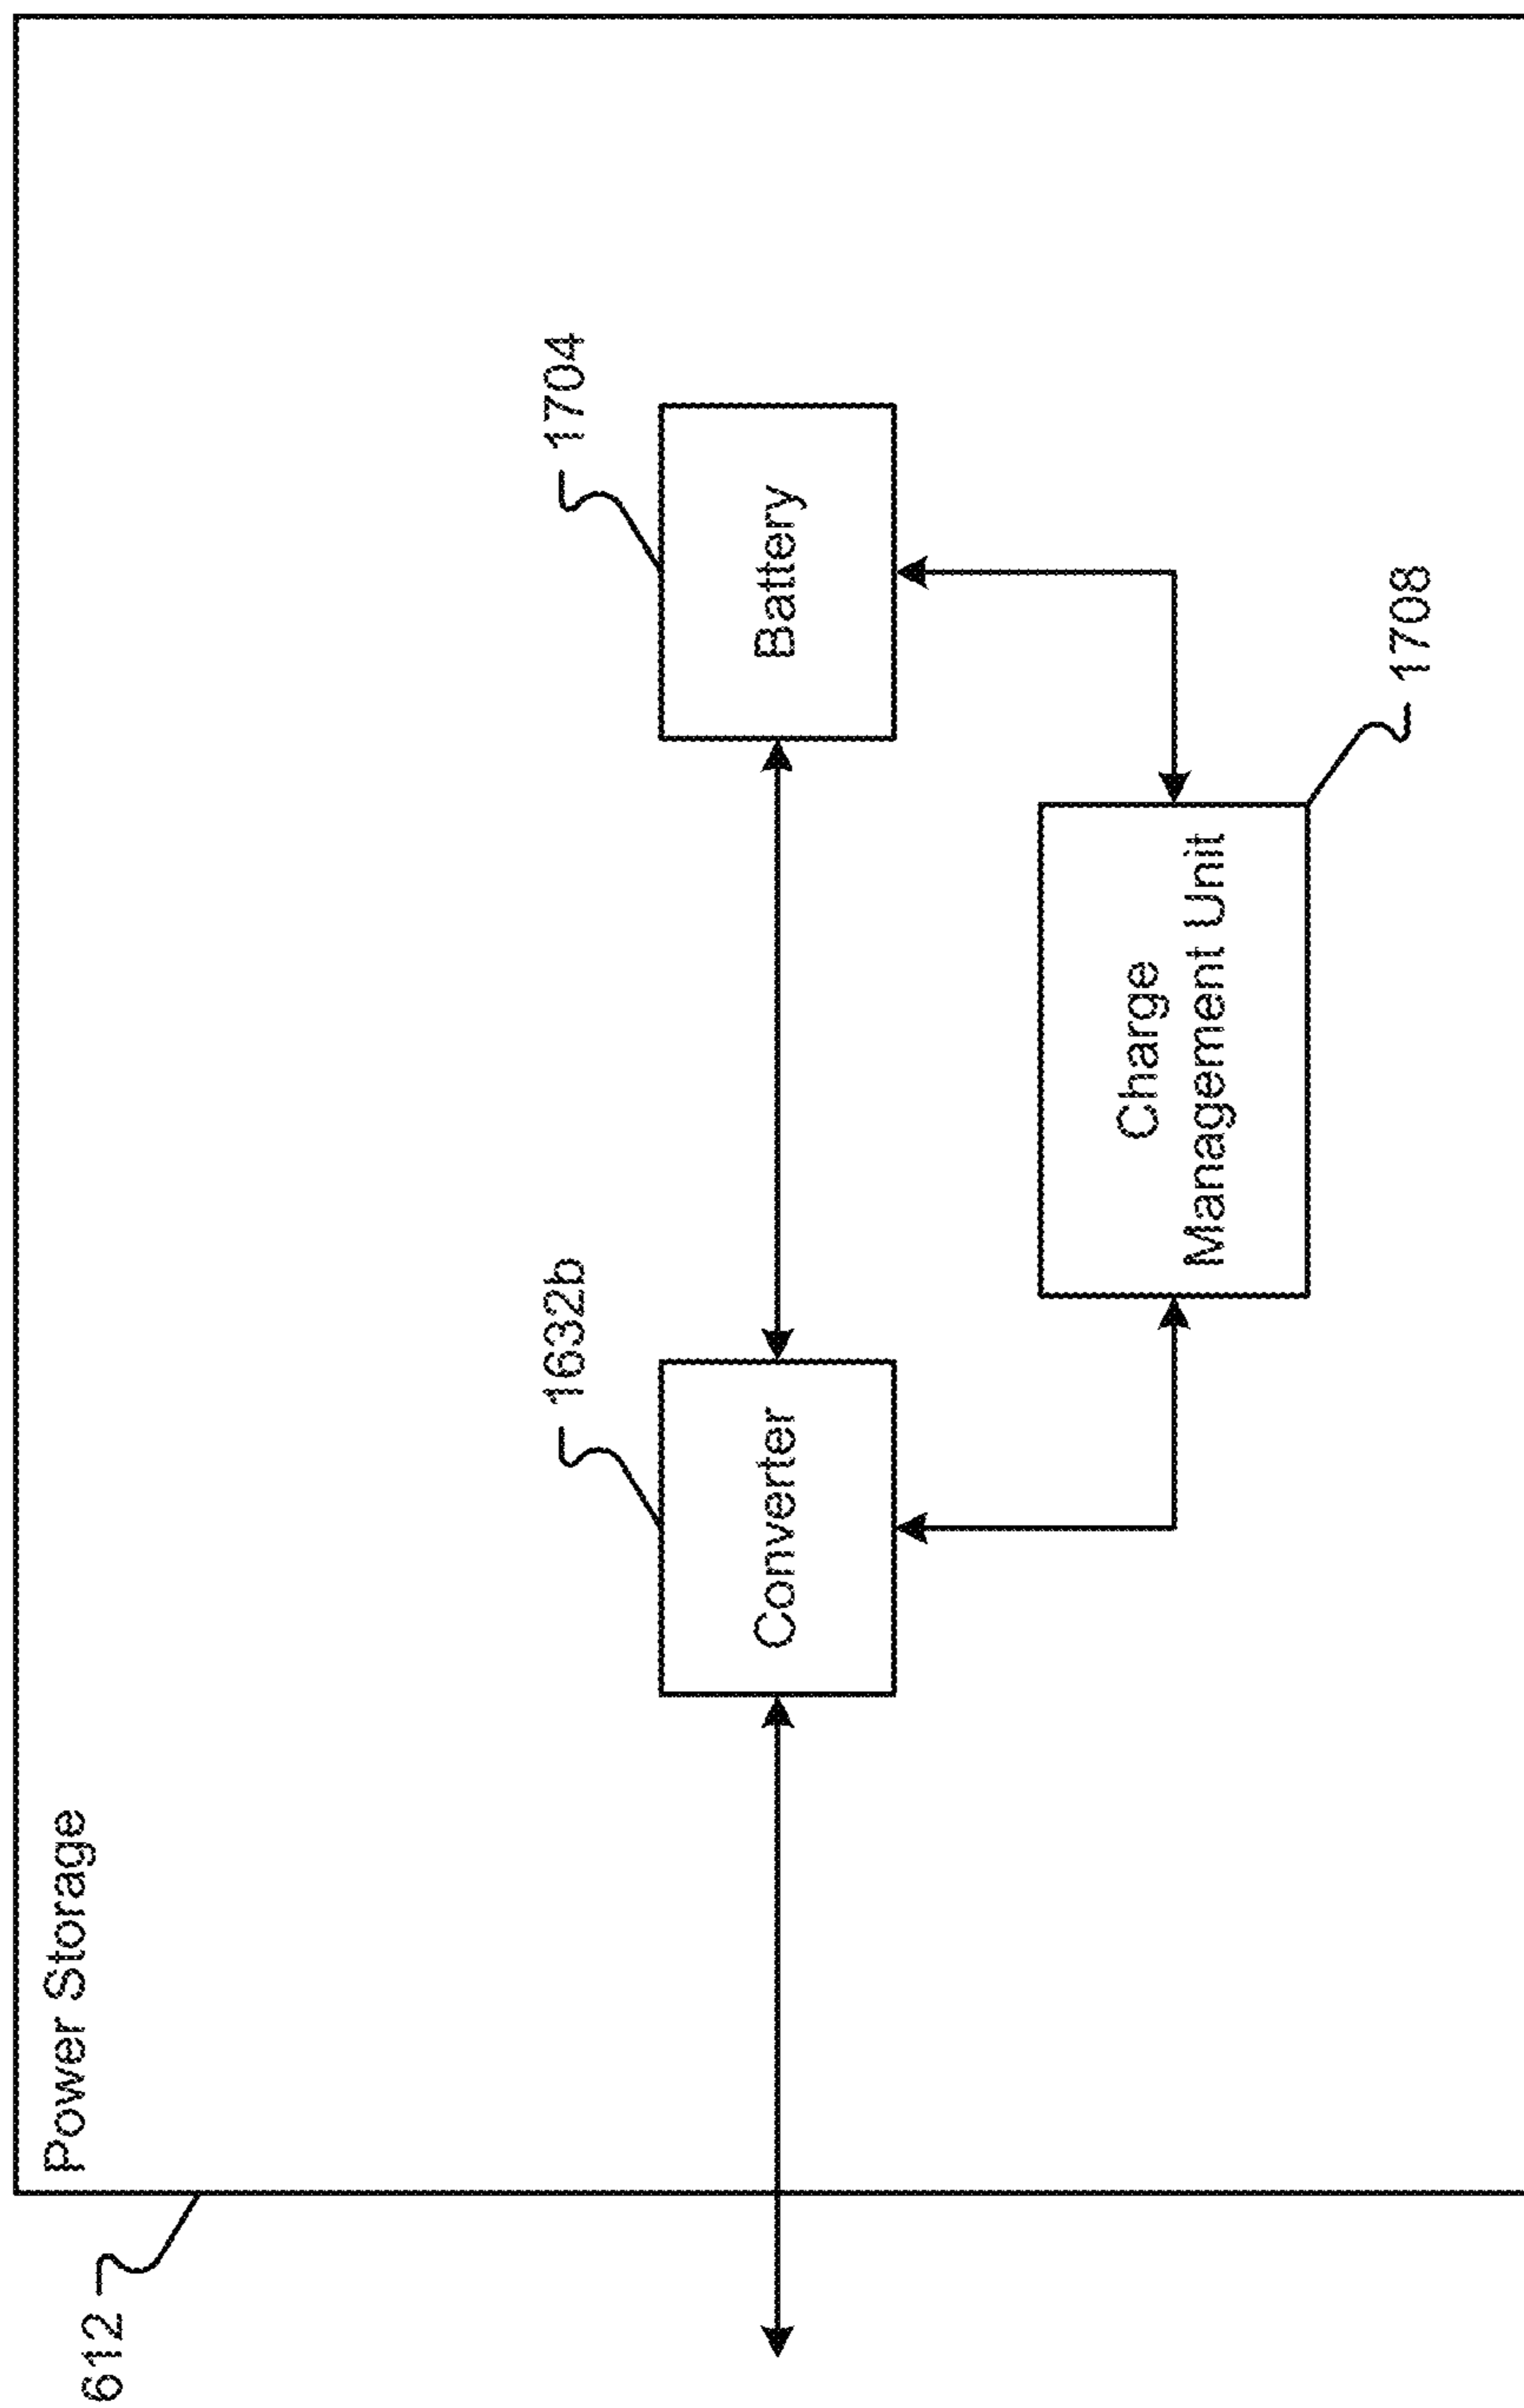 612
Power Storage
1632b
1704
Converter
Battery
Charge
Management Unit
1708